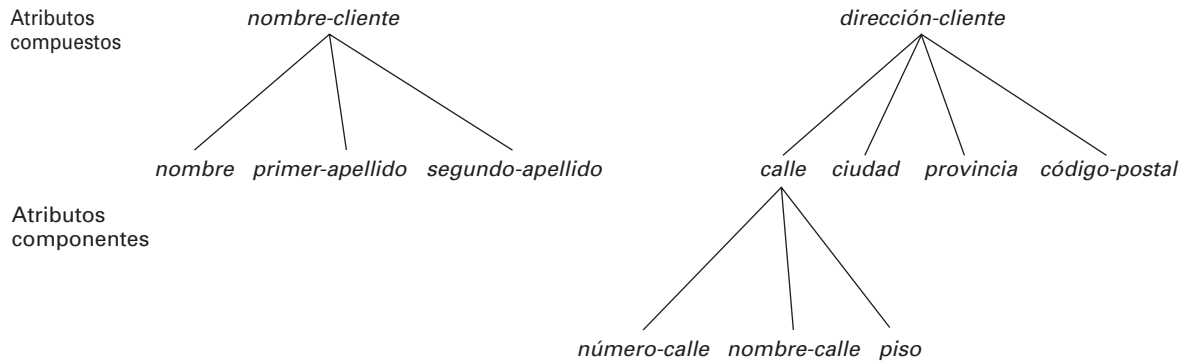 Atributos
compuestos
nombre-cliente
dirección-cliente
nombre primer-apellido segundo-apellido
calle ciudad provincia código-postal
Atributos
componentes
número-calle nombre-calle piso